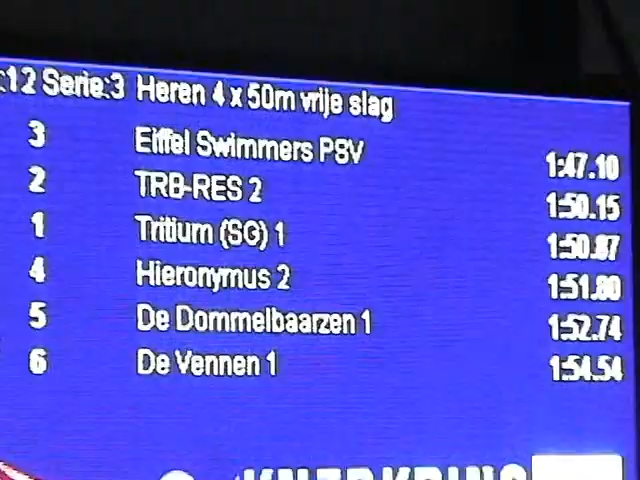 :12 Serie:3 Heren 4 x 50m vrije slag
3 Eiffel Swimmers PSV 1:47.10
2 TRB-RES 2 1:50.15
1 Tritium (SG) 1 1:50.87
4 Hieronymus 2 1:51.80
5 De Dommelbaarzen 1 1:52.74
6 De Vennen 1 1:54.54